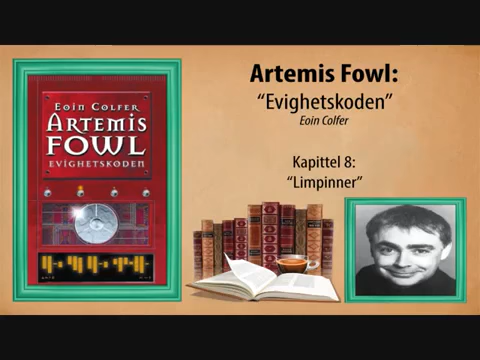 EOIN COLFER
ARTEMIS
FOWL
EVIGHETSKODEN
Artemis Fowl:
“Evighetskoden”
Eoin Colfer
Kapittel 8:
“Limpinner”